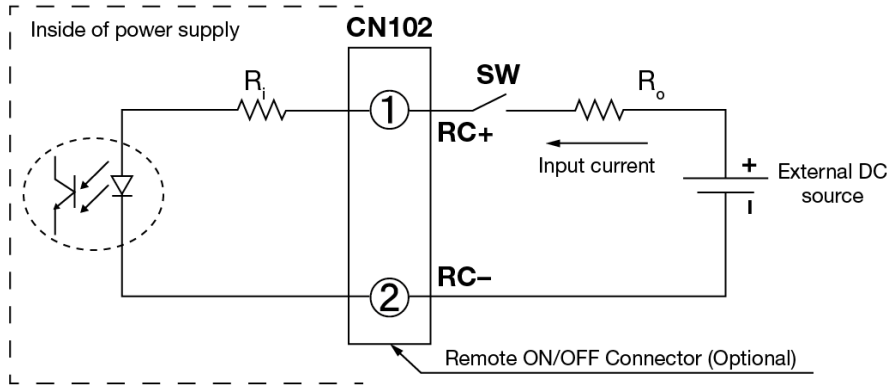 Inside of power supply
CN102
Ri
1
SW
Ro
RC+
Input current
+
External DC
source
−
2
RC−
Remote ON/OFF Connector (Optional)